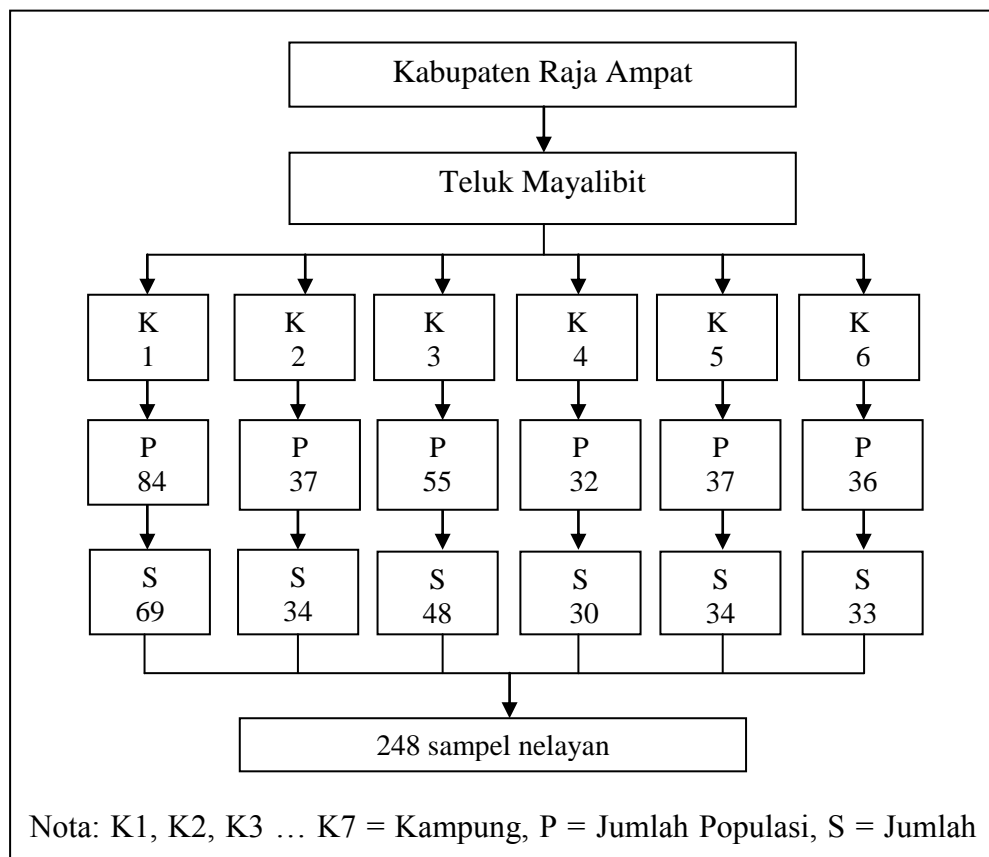 Kabupaten Raja Ampat
Teluk Mayalibit
K K K K K K
1 2 3 4 5 6
P P P P P P
84 37 55 32 37 36
S S S S S S
69 34 48 30 34 33
248 sampel nelayan
Nota: K1, K2, K3 … K7 = Kampung, P = Jumlah Populasi, S = Jumlah